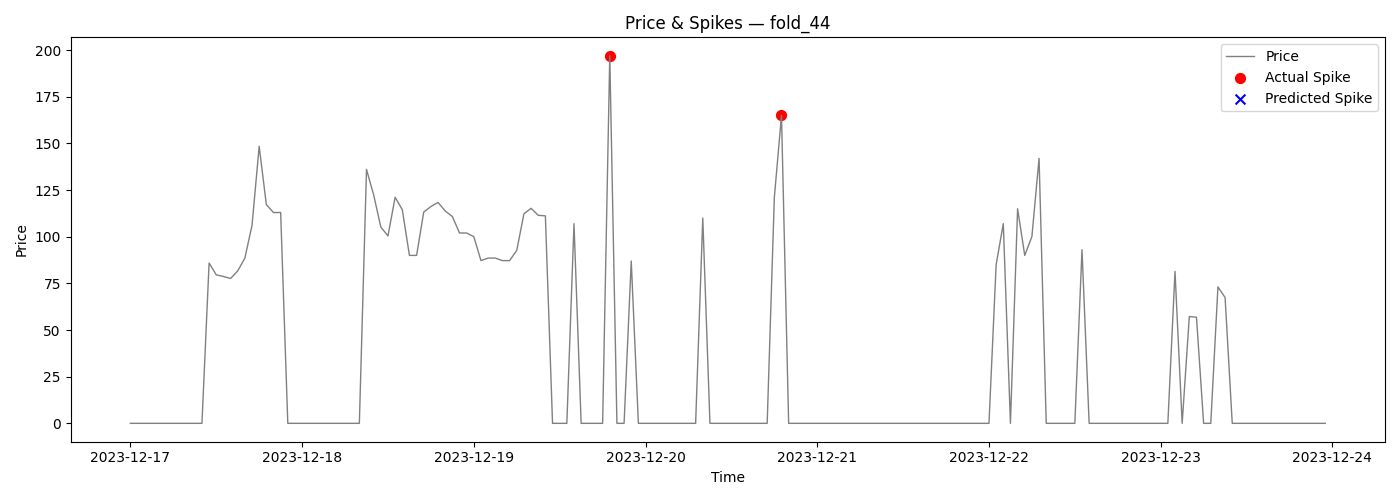 Price & Spikes — fold_44
Price
Actual Spike
Predicted Spike
200
175
150
125
100
75
50
25
0
Price
2023-12-17
2023-12-18
2023-12-19
2023-12-20
2023-12-21
2023-12-22
2023-12-23
2023-12-24
Time